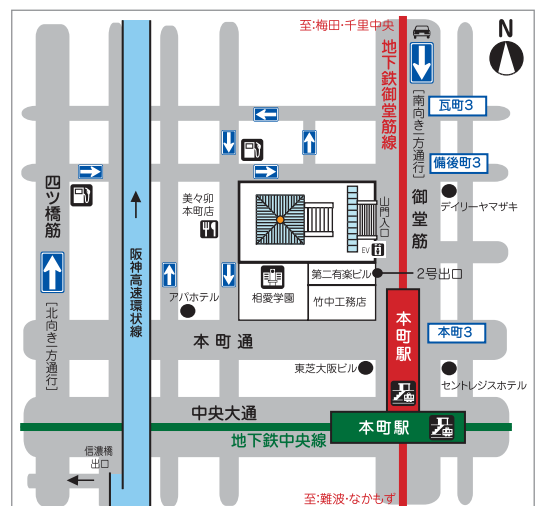 至:梅田・千里中央
N
地下鉄御堂筋線
[南向き一方通行]
瓦町3
備後町3
四ツ橋筋
美々卯
本町店
山門入口
御堂筋
デイリーヤマザキ
EV
阪神高速環状線
第二有楽ビル
2号出口
相愛学園
竹中工務店
アパホテル
[北向き一方通行]
本町通
本町駅
本町3
東芝大阪ビル
セントレジスホテル
中央大通
本町駅
地下鉄中央線
信濃橋
出口
至:難波・なかもず